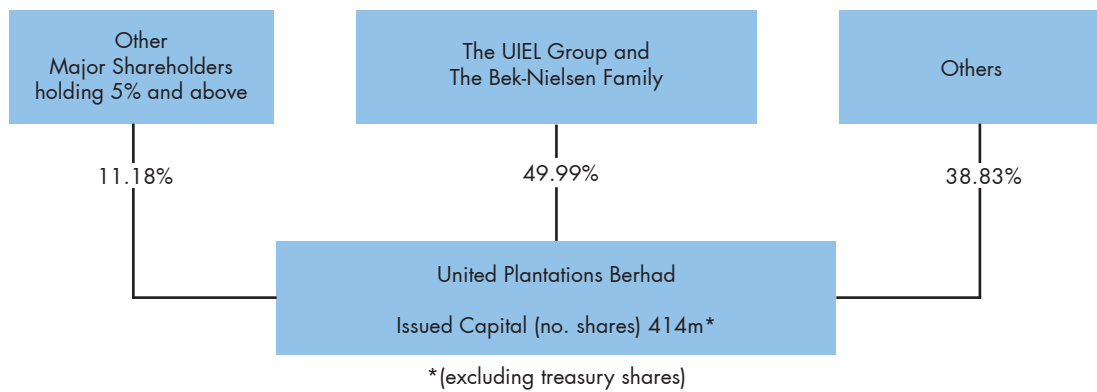 Other
Major Shareholders
holding 5% and above
The UIEL Group and
The Bek-Nielsen Family
Others
11.18%
49.99%
38.83%
United Plantations Berhad
Issued Capital (no. shares) 414m*
*(excluding treasury shares)